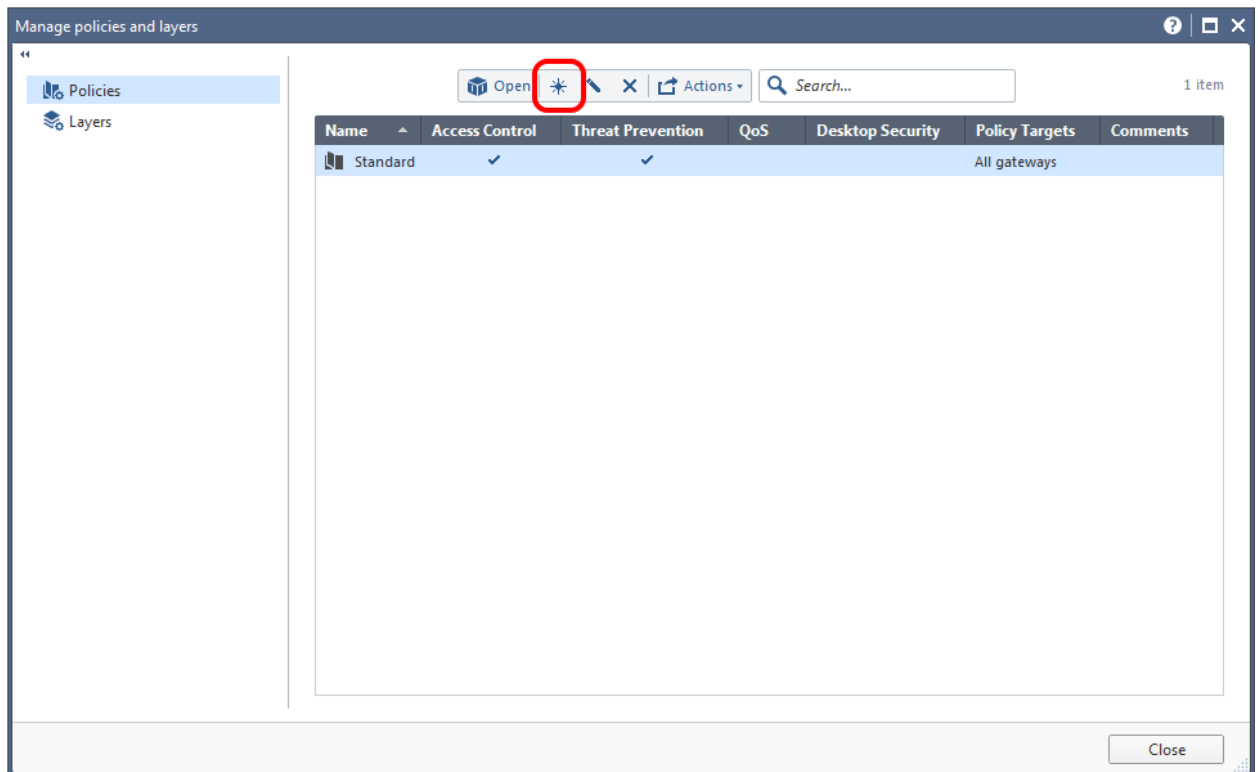 Manage policies and layers
Policies
Layers
Open
Actions
Search...
1 item
Name Access Control Threat Prevention QoS Desktop Security Policy Targets Comments
Standard All gateways
Close